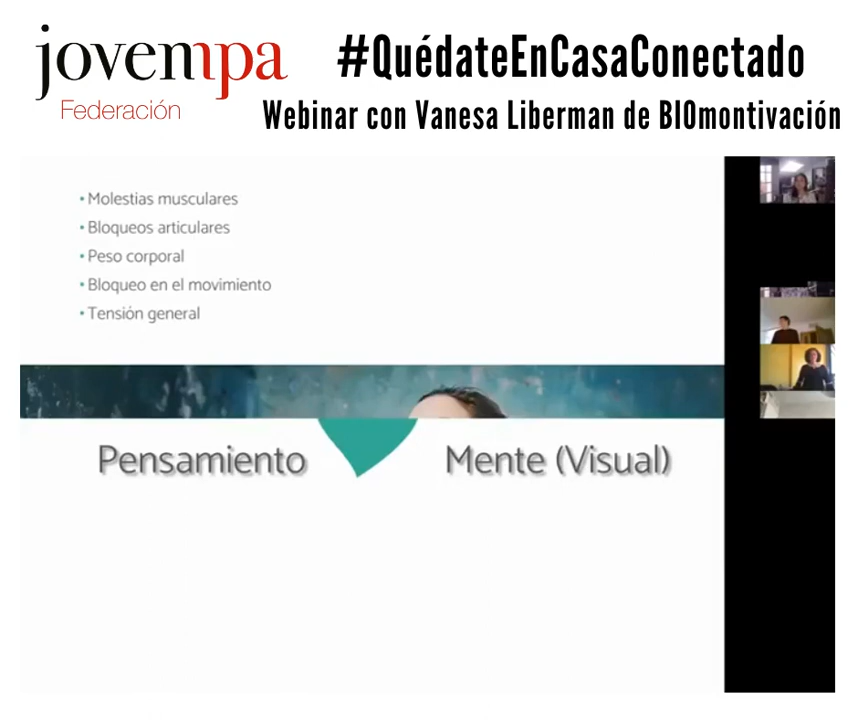 jovempa
Federación
#QuédateEnCasaConectado
Webinar con Vanesa Liberman de BIOmontivación
• Molestias musculares
• Bloqueos articulares
• Peso corporal
• Bloqueo en el movimiento
• Tensión general
Pensamiento
Mente (Visual)